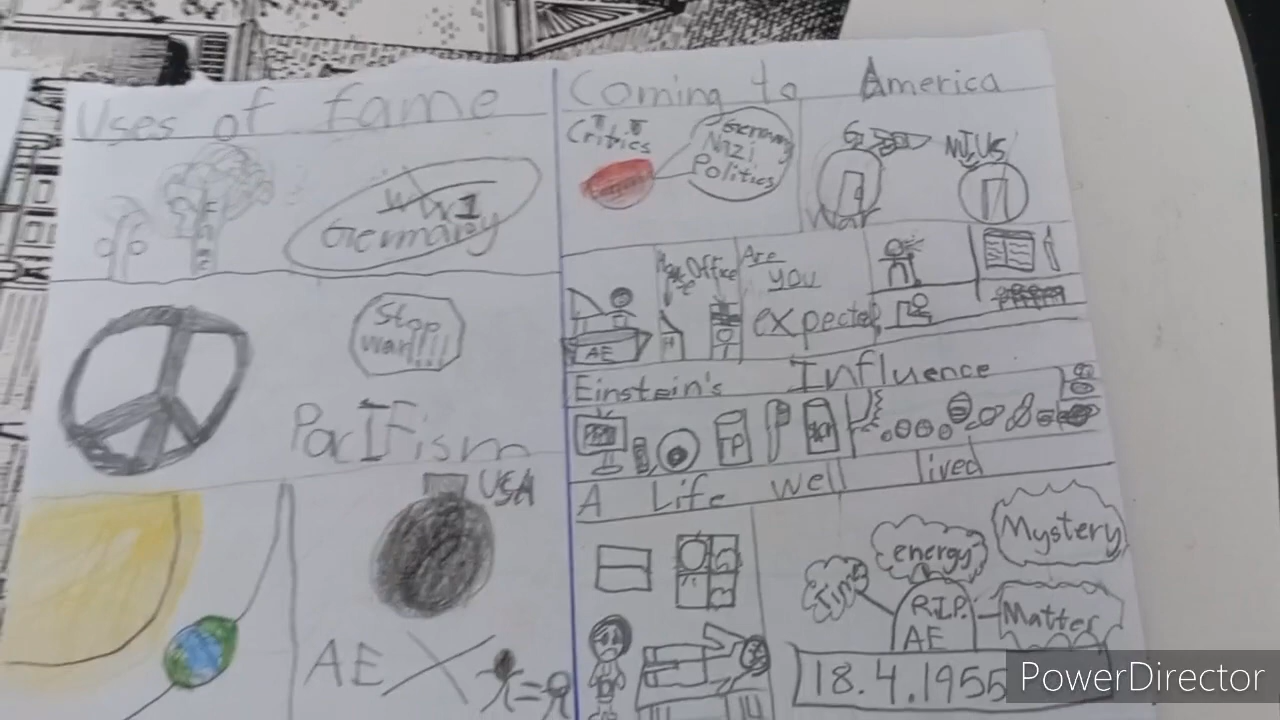 Uses of fame
WW1
Germany
Stop
war!!!
PacIFism
USA
AE
Coming to America
Critics
Germany
Nazi
Politics
G
NJ,US
War
AE
Office
Are
you
expected
Einstein's Influence
TP
A Life well lived
Time
energy
Mystery
R.I.P.
AE
Matter
18.4.1955
PowerDirector